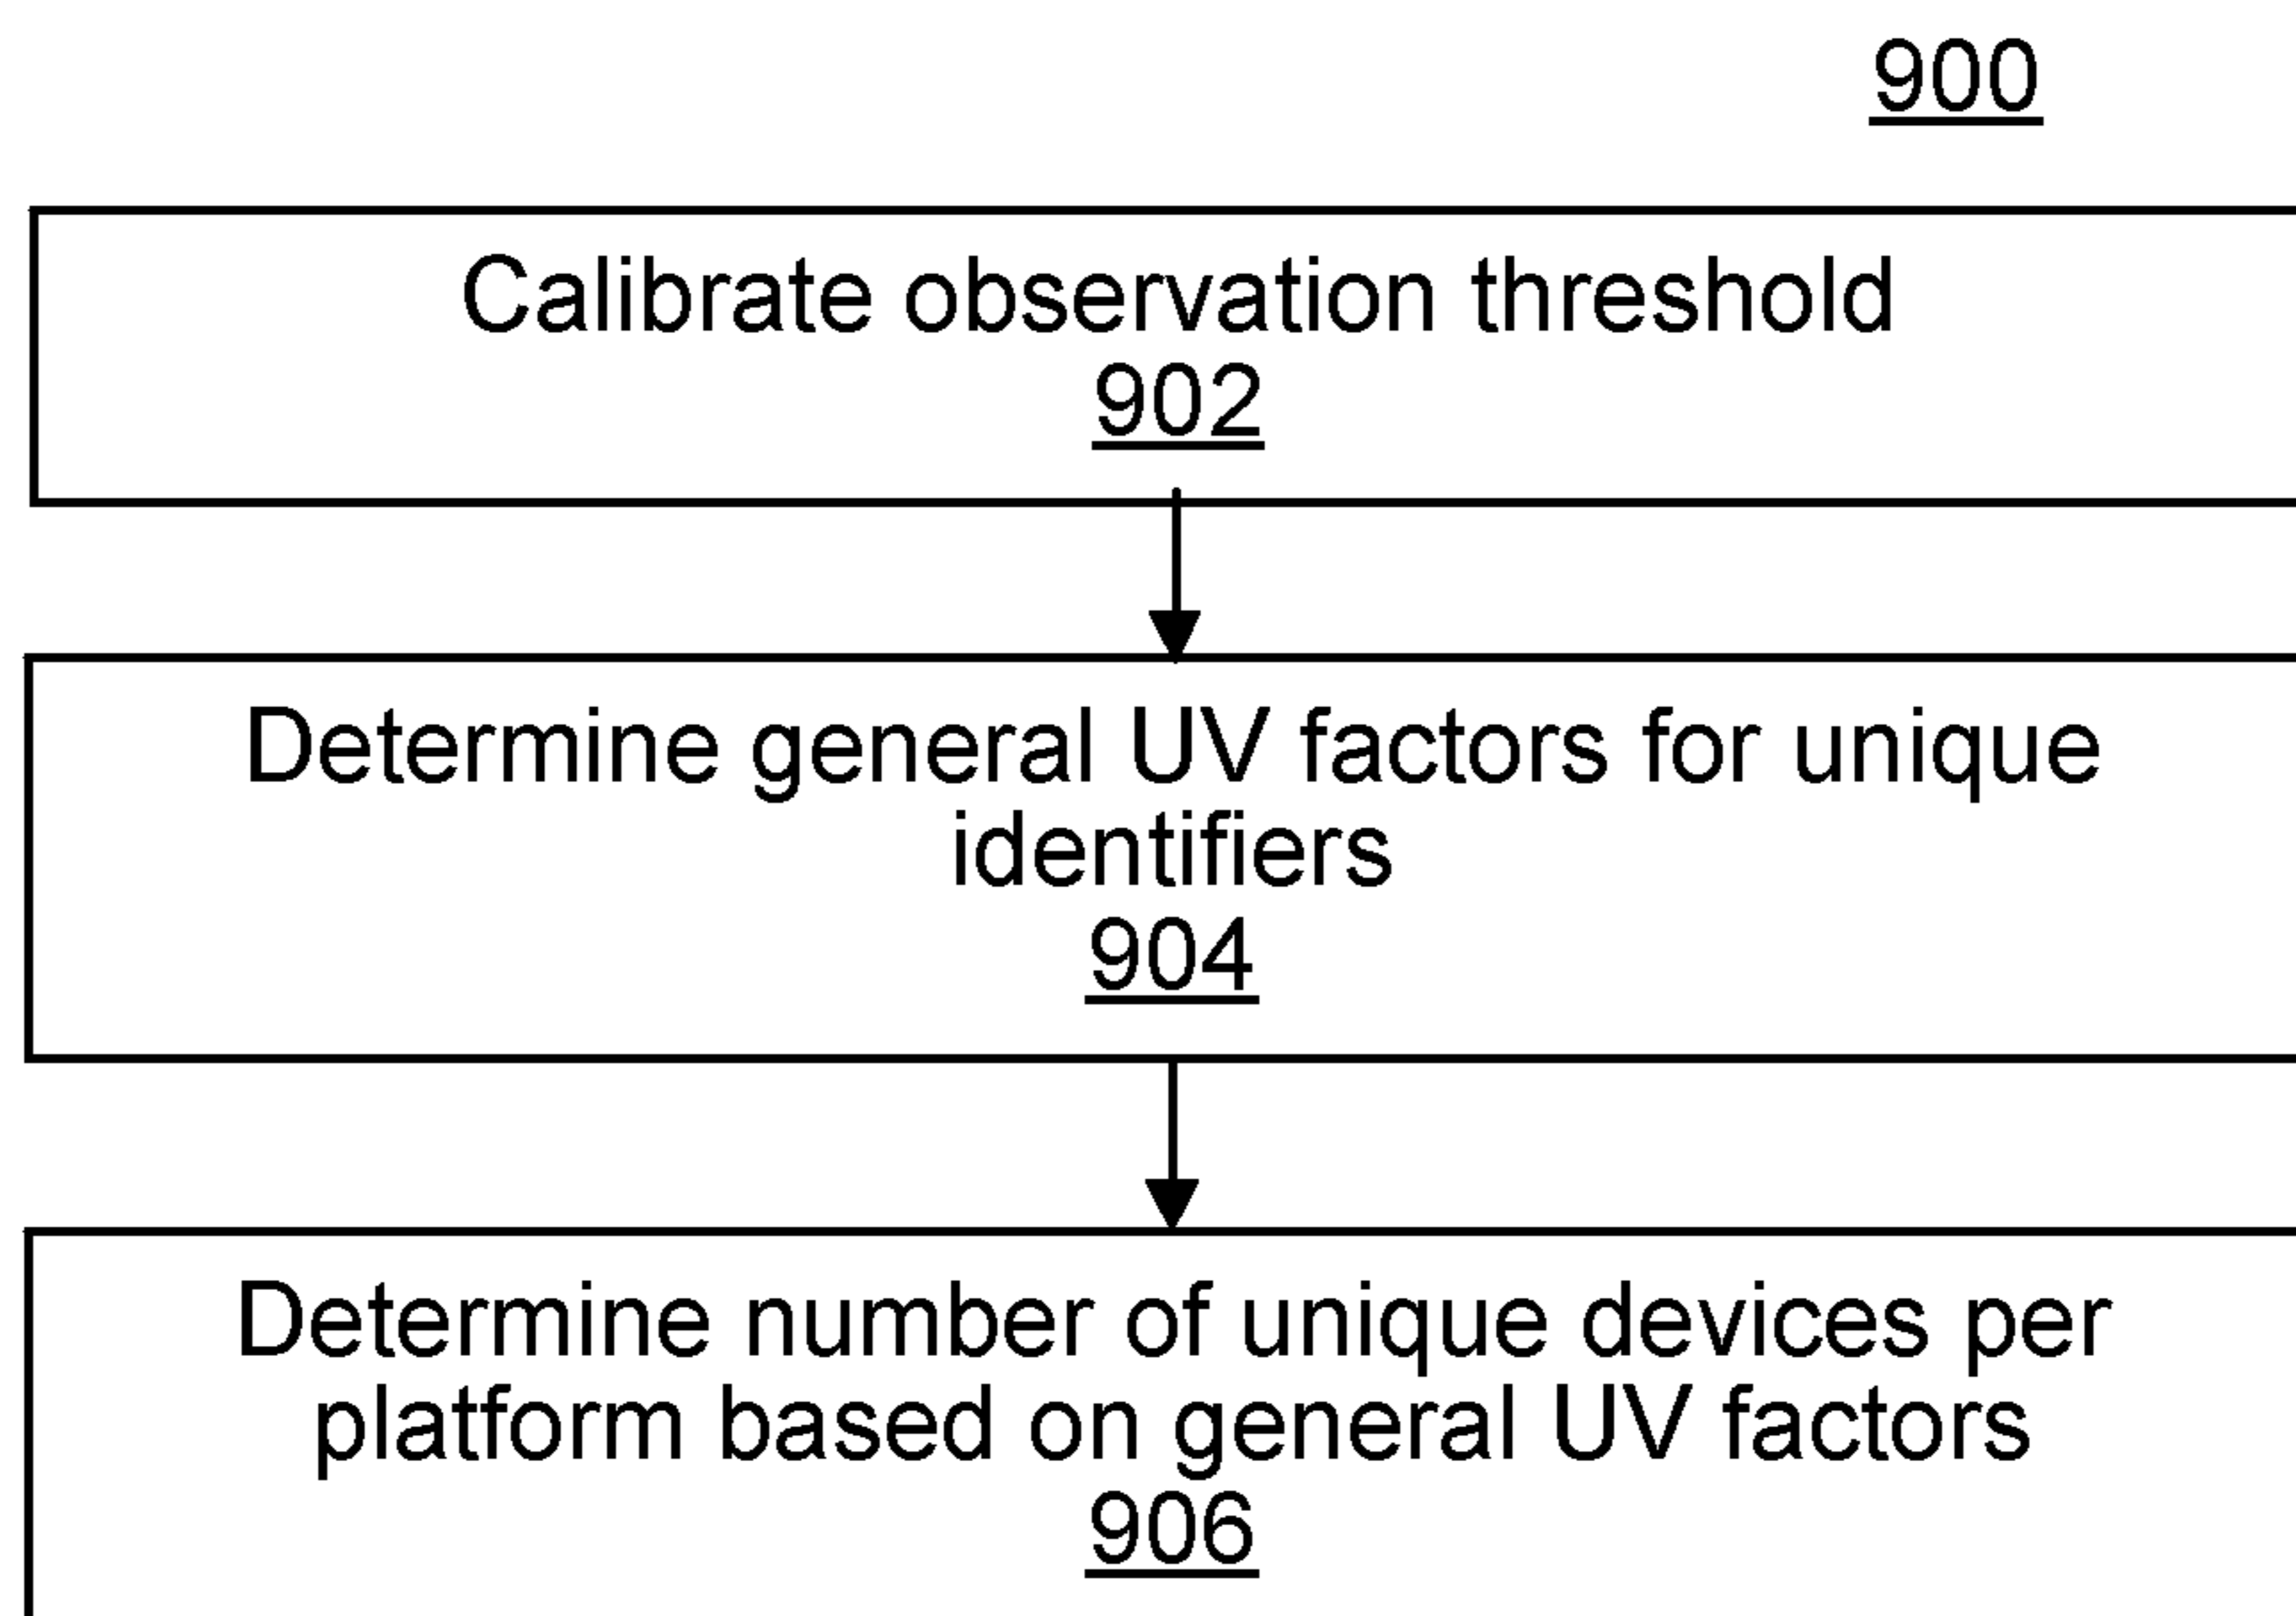 900
Calibrate observation threshold
902
Determine general UV factors for unique
identifiers
904
Determine number of unique devices per
platform based on general UV factors
906